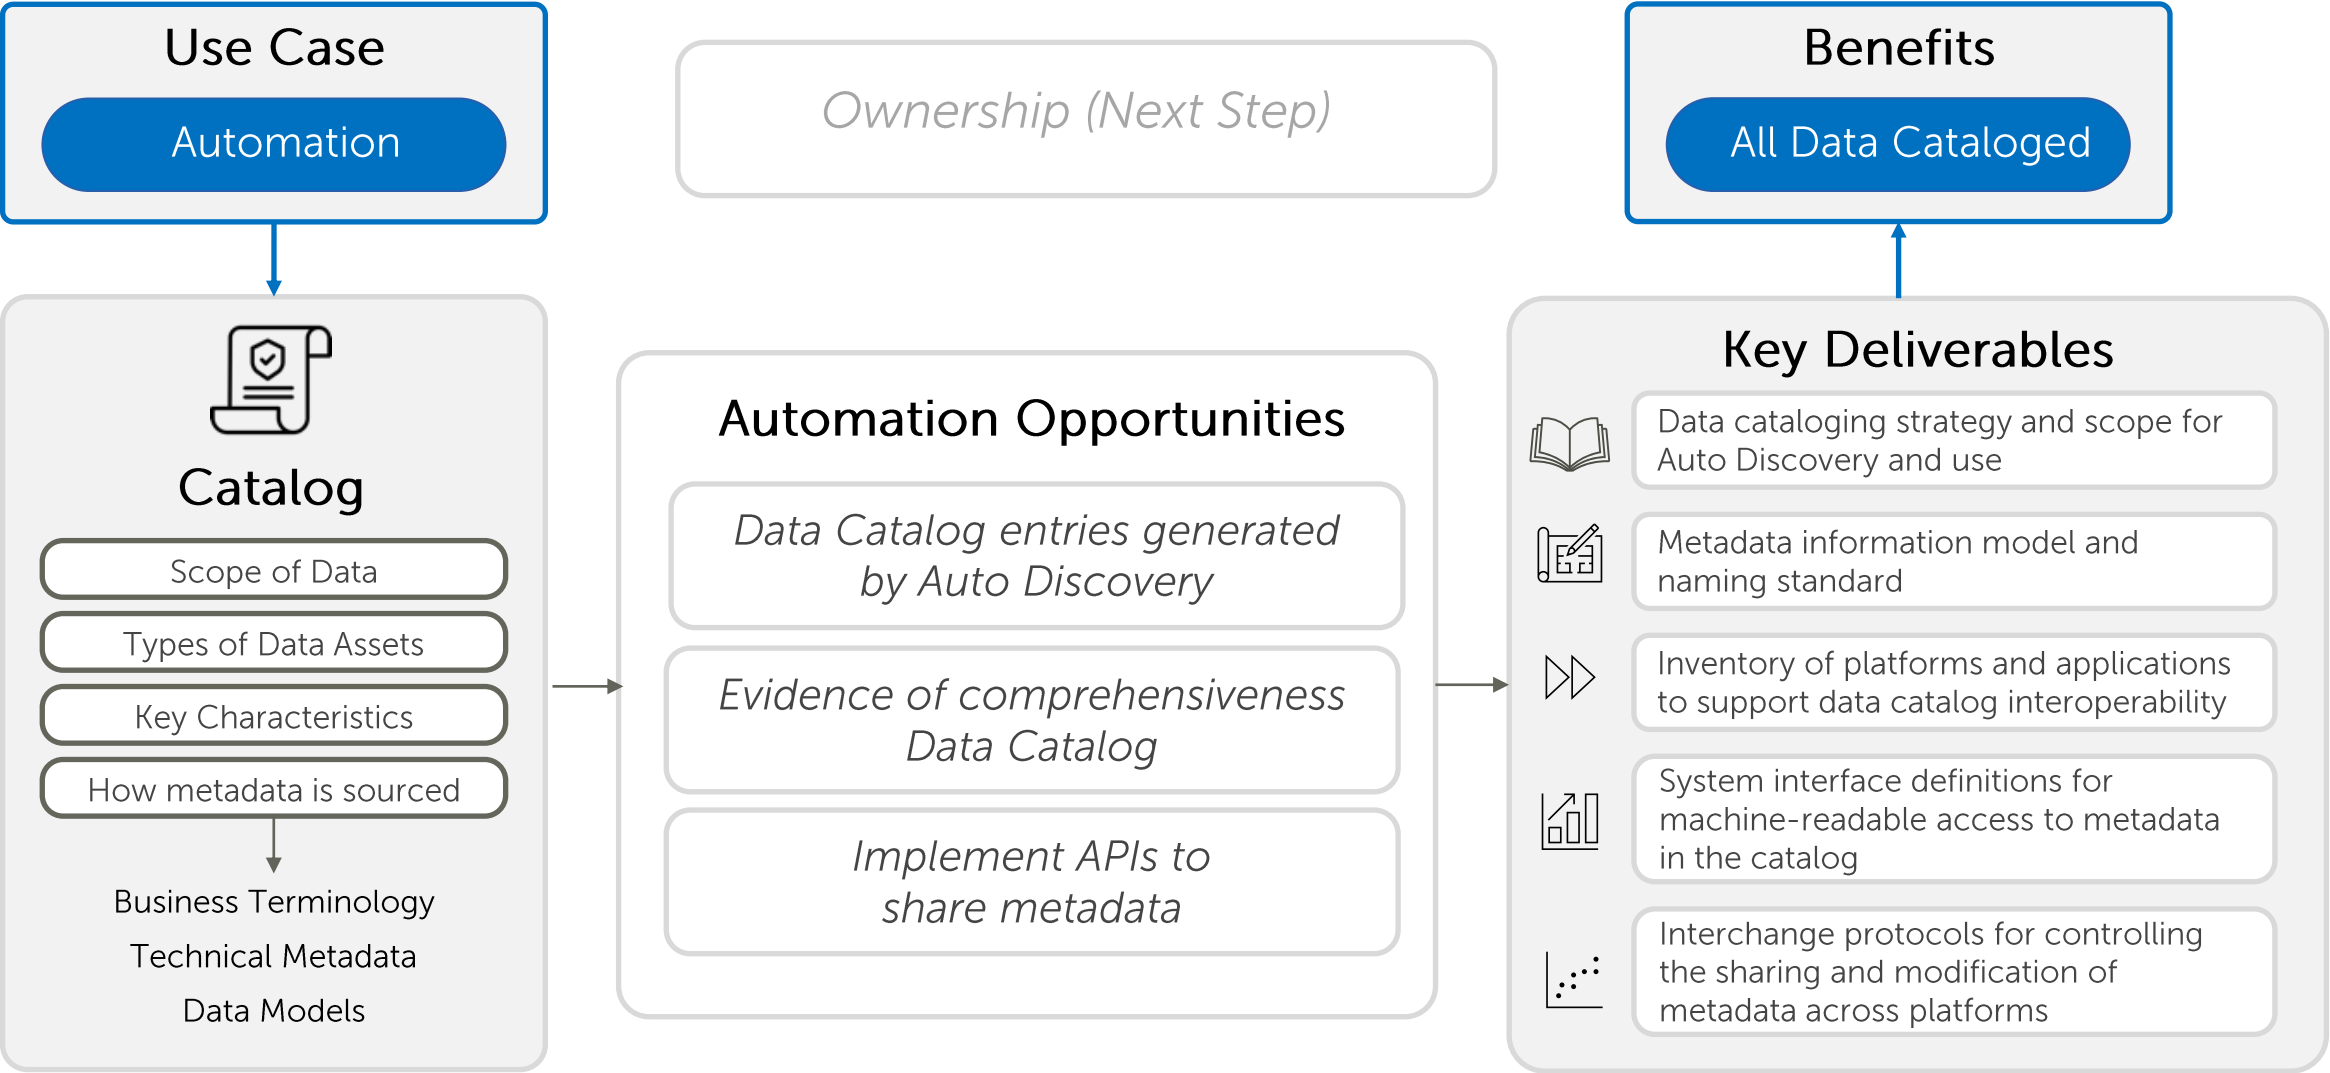 Use Case
Automation
Ownership (Next Step)
Benefits
All Data Cataloged
Catalog
Scope of Data
Types of Data Assets
Key Characteristics
How metadata is sourced
Business Terminology
Technical Metadata
Data Models
Automation Opportunities
Data Catalog entries generated
by Auto Discovery
Evidence of comprehensiveness
Data Catalog
Implement APIs to
share metadata
Key Deliverables
Data cataloging strategy and scope for
Auto Discovery and use
Metadata information model and
naming standard
Inventory of platforms and applications
to support data catalog interoperability
System interface definitions for
machine-readable access to metadata
in the catalog
Interchange protocols for controlling
the sharing and modification of
metadata across platforms